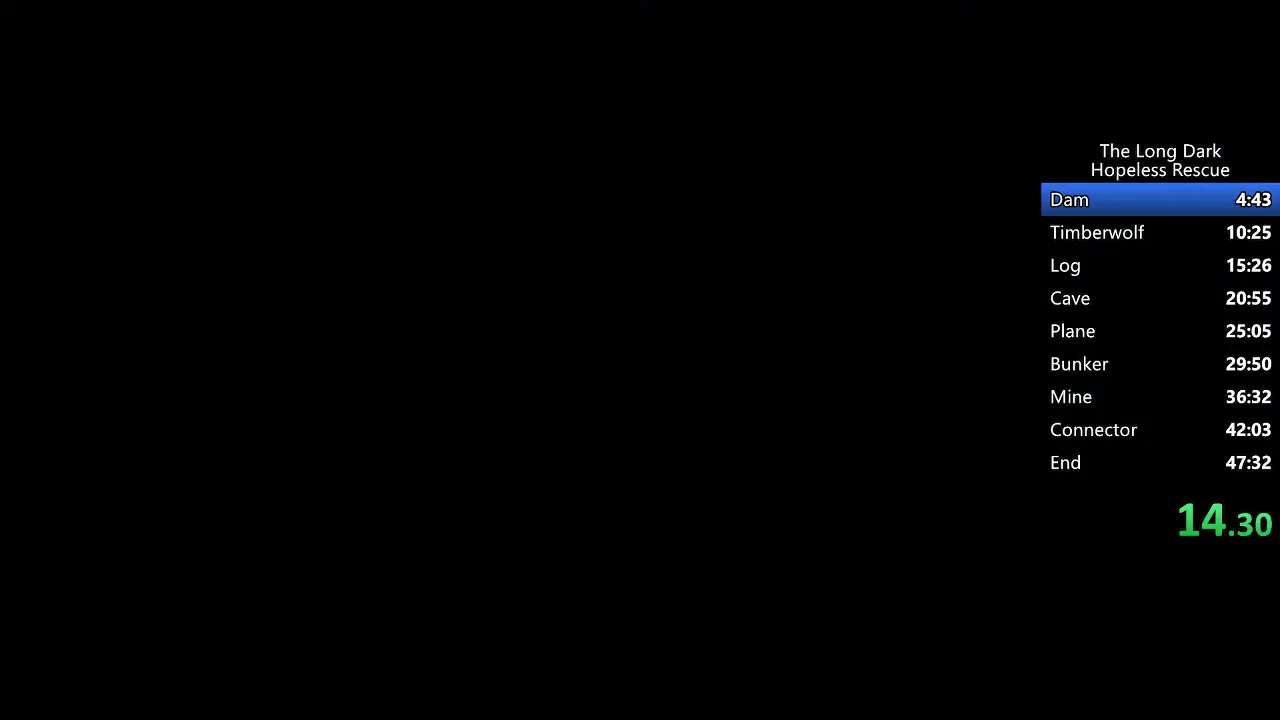 The Long Dark
Hopeless Rescue
Dam 4:43
Timberwolf 10:25
Log 15:26
Cave 20:55
Plane 25:05
Bunker 29:50
Mine 36:32
Connector 42:03
End 47:32
14.30